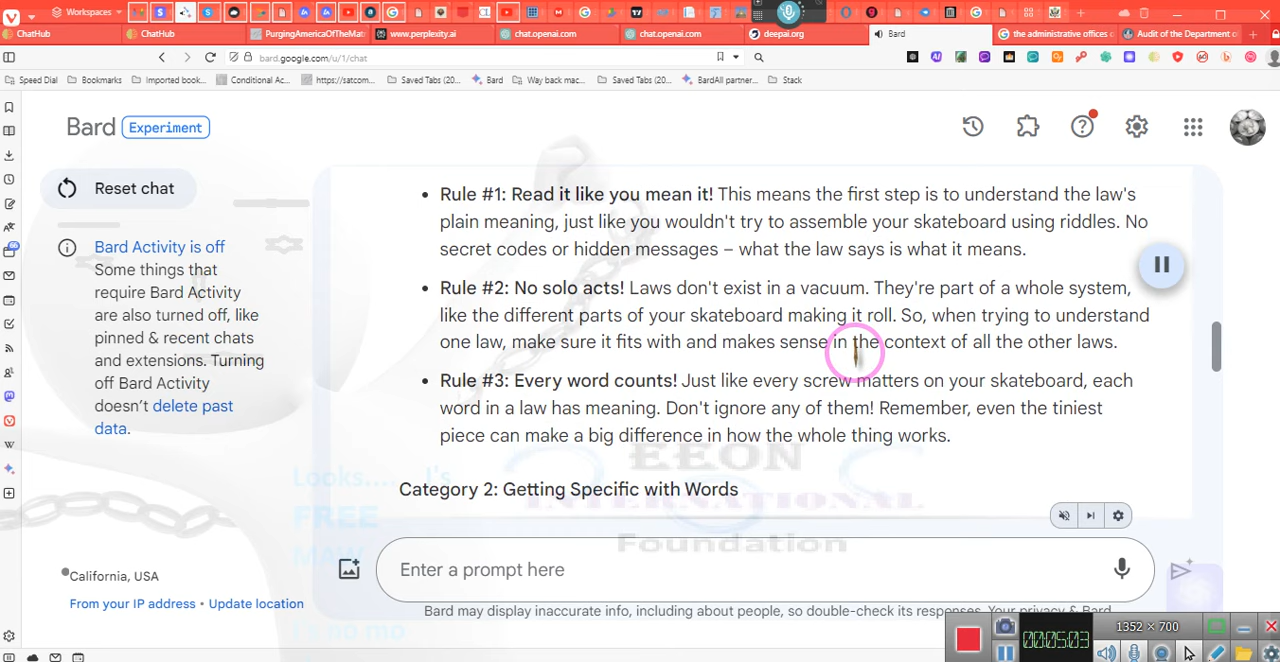 Workspaces
ChatHub
ChatHub
PurgingAmericaOfTheMat
www.perplexity.ai
chat.openai.com
chat.openai.com
deepai.org
Bard
the administrative offices c
Audit of the Department o
bard.google.com/u/1/chat
Speed Dial
Bookmarks
Imported book...
Conditional Ac...
https://satcom...
Saved Tabs (20...
Bard
Way back mac...
Saved Tabs (20...
BardAll partner...
Stack
Bard Experiment
Reset chat
Bard Activity is off
Some things that
require Bard Activity
are also turned off, like
pinned & recent chats
and extensions. Turning
off Bard Activity
doesn't delete past
data.
• Rule #1: Read it like you mean it! This means the first step is to understand the law's
plain meaning, just like you wouldn't try to assemble your skateboard using riddles. No
secret codes or hidden messages – what the law says is what it means.
• Rule #2: No solo acts! Laws don't exist in a vacuum. They're part of a whole system,
like the different parts of your skateboard making it roll. So, when trying to understand
one law, make sure it fits with and makes sense in the context of all the other laws.
• Rule #3: Every word counts! Just like every screw matters on your skateboard, each
word in a law has meaning. Don't ignore any of them! Remember, even the tiniest
piece can make a big difference in how the whole thing works.
Category 2: Getting Specific with Words
Looks.... I's
FREE
MAW
EEON
INTERNATIONAL
Foundation
Enter a prompt here
California, USA
From your IP address • Update location
Bard may display inaccurate info, including about people, so double-check its responses. Your privacy & Bard
1352 × 700
00:05:03